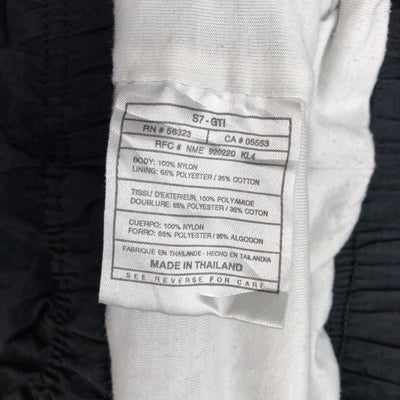 S7 - GTI
RN # 56323 CA # 05553
RFC # NME 920220 KL4
BODY: 100% NYLON
LINING: 65% POLYESTER / 35% COTTON
TISSU D'EXTERIEUR: 100% POLYAMIDE
DOUBLURE: 65% POLYESTER / 35% COTON
CUERPO: 100% NYLON
FORRO: 65% POLYESTER / 35% ALGODON
FABRIQUE EN THAILANDE - HECHO EN TAILANDIA
MADE IN THAILAND
SEE REVERSE FOR CARE